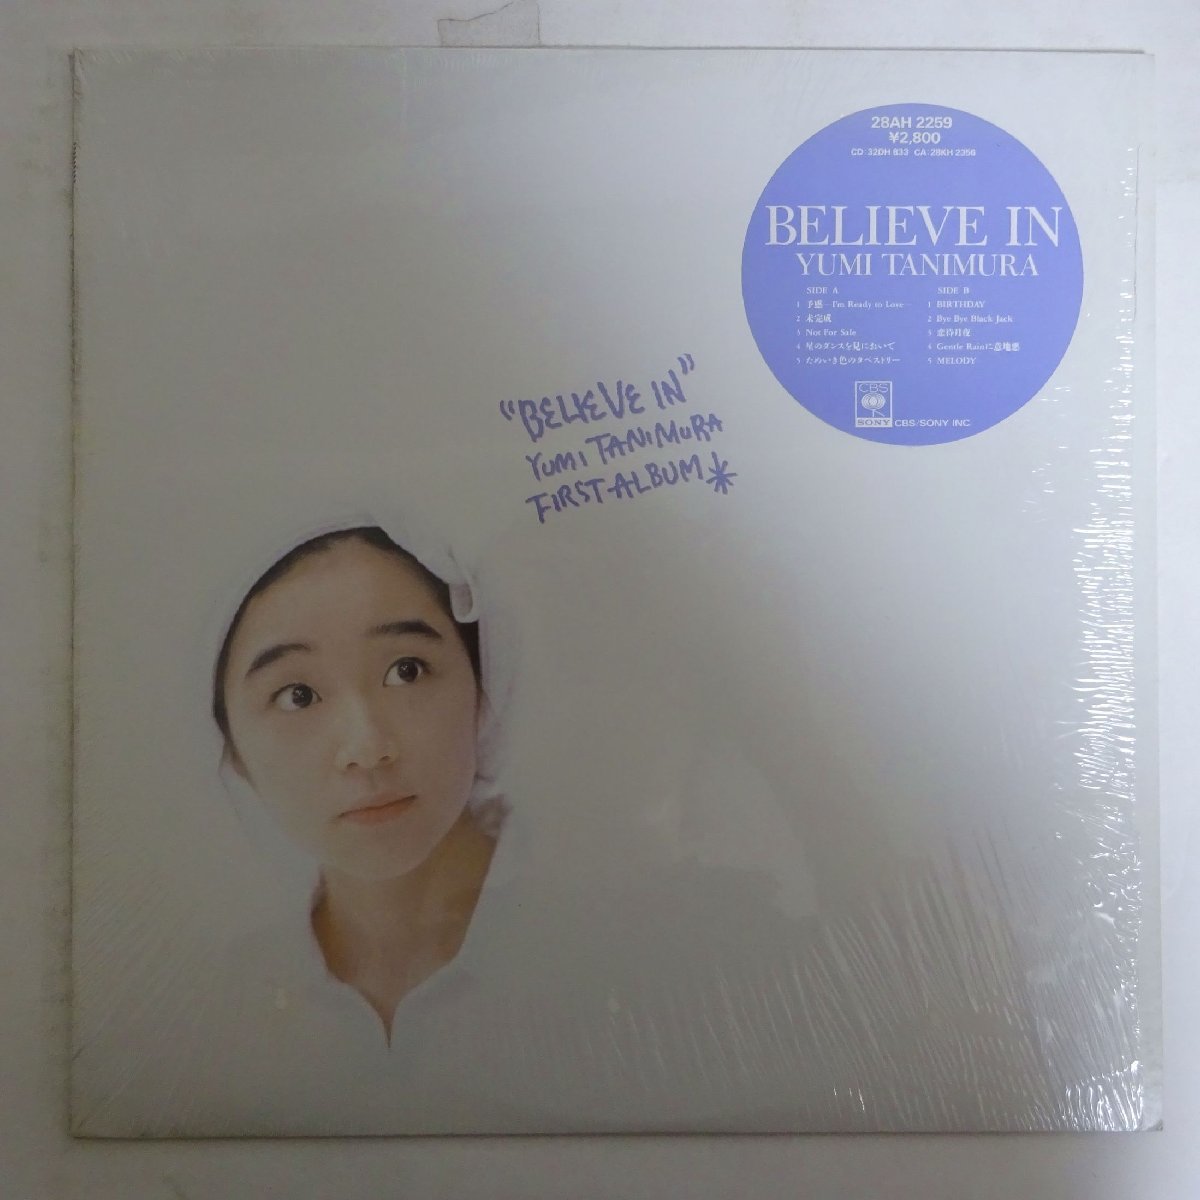 28AH 2259
¥2,800
CD:32DH 633 CA:28KH 2356
BELIEVE IN
YUMI TANIMURA
SIDE A
1 予感—I'm Ready to Love—
2 未完成
3 Not For Sale
4 星のダンスを見においで
5 ためいき色のタペストリー
SIDE B
1 BIRTHDAY
2 Bye Bye Black Jack
3 恋待月夜
4 Gentle Rainに意地悪
5 MELODY
CBS
SONY
CBS/SONY INC.
"BELIEVE IN"
YUMI TANIMURA
FIRST ALBUM*